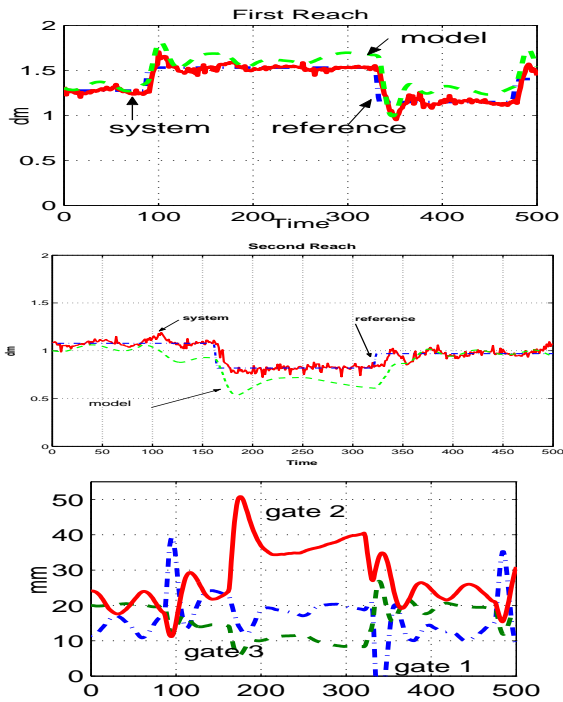 First Reach
2
1.5
1
0.5
0
dm
model
system
reference
0 100 200 300 400 500
Time
Second Reach
2
1.5
1
0.5
0
dm
system
reference
model
0 50 100 150 200 250 300 350 400 450 500
Time
50
40
30
20
10
0
mm
gate 2
gate 3
gate 1
0 100 200 300 400 500